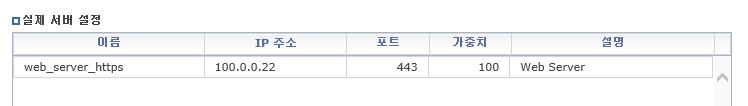 실제 서버 설정
이름 IP 주소 포트 가중치 설명
web_server_https 100.0.0.22 443 100 Web Server